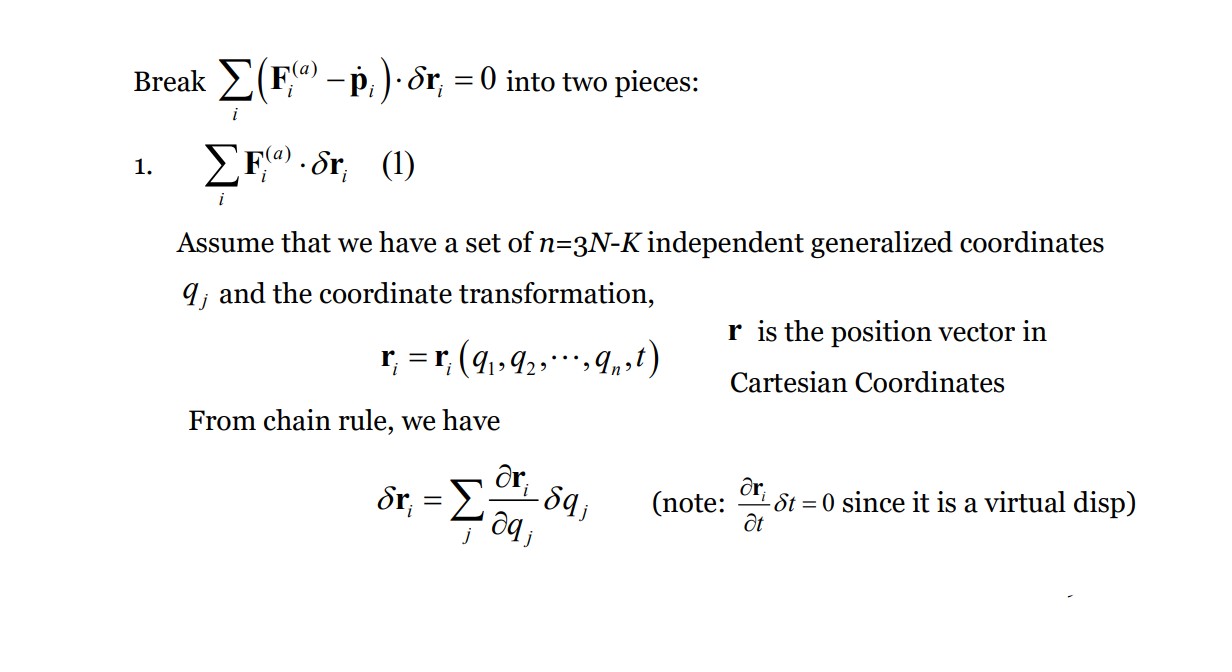 Break $\sum_i \left( \mathbf{F}_i^{(a)} - \dot{\mathbf{p}}_i \right) \cdot \delta \mathbf{r}_i = 0$ into two pieces:
1. $\sum_i \mathbf{F}_i^{(a)} \cdot \delta \mathbf{r}_i \quad (1)$
Assume that we have a set of n=3N-K independent generalized coordinates
$q_j$ and the coordinate transformation,
$\mathbf{r}_i = \mathbf{r}_i \left( q_1, q_2, \cdots, q_n, t \right)$
$\mathbf{r}$ is the position vector in
Cartesian Coordinates
From chain rule, we have
$\delta \mathbf{r}_i = \sum_j \frac{\partial \mathbf{r}_i}{\partial q_j} \delta q_j$ (note: $\frac{\partial \mathbf{r}_i}{\partial t} \delta t = 0$ since it is a virtual disp)